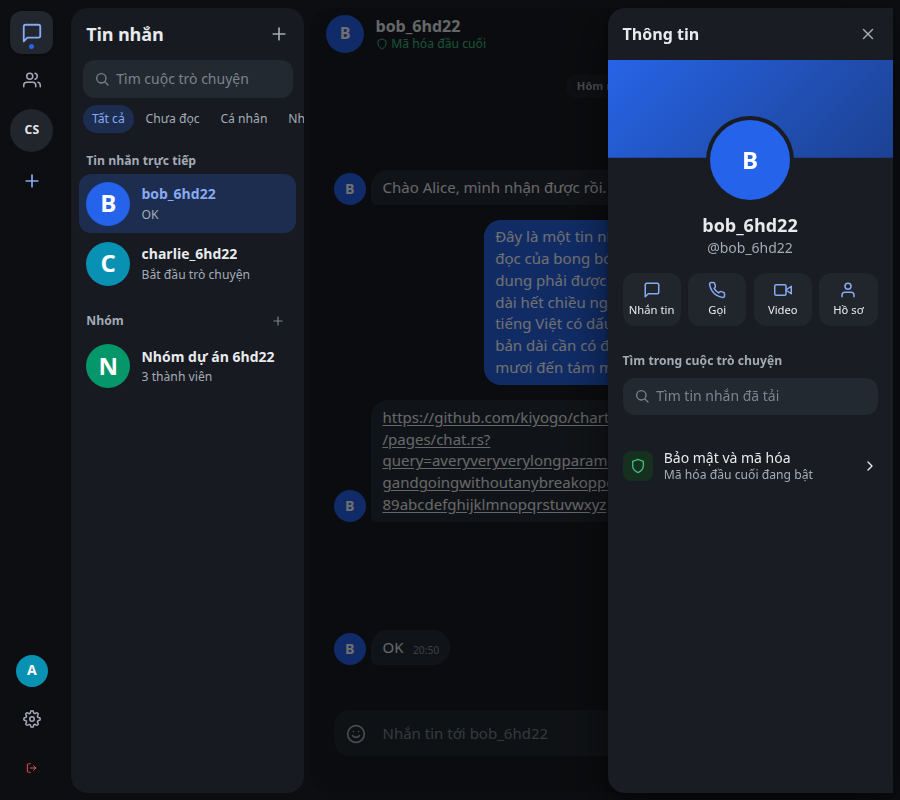 CS
A
Tin nhắn
Tìm cuộc trò chuyện
Tất cả
Chưa đọc
Cá nhân
Tin nhắn trực tiếp
B
bob_6hd22
OK
C
charlie_6hd22
Bắt đầu trò chuyện
Nhóm
N
Nhóm dự án 6hd22
3 thành viên
B
bob_6hd22
Mã hóa đầu cuối
Hôm
B
Chào Alice, mình nhận được rồi.
Đây là một tin
đọc của bong
dung phải được
dài hết chiều
tiếng Việt có dấu
bản dài cần có
mươi đến tám
https://github.com/kiyogo/chart
/pages/chat.rs?
query=averyveryverylongparam
gandgoingwithoutanybreakoppo
B
89abcdefghijklmnopqrstuvwxyz
B
OK
20:50
Nhắn tin tới bob_6hd22
Thông tin
B
bob_6hd22
@bob_6hd22
Nhắn tin
Gọi
Video
Hồ sơ
Tìm trong cuộc trò chuyện
Tìm tin nhắn đã tải
Bảo mật và mã hóa
Mã hóa đầu cuối đang bật